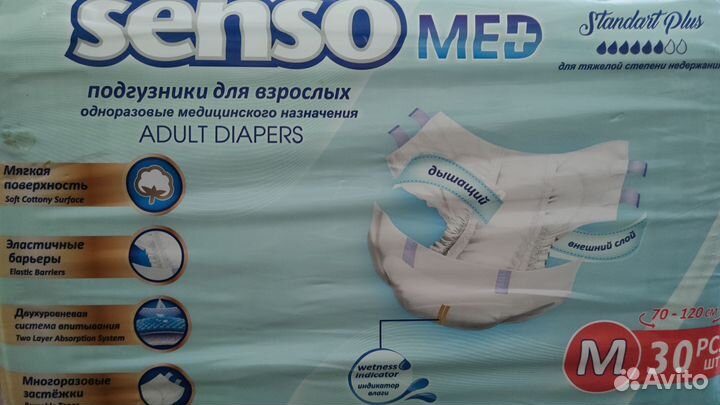 senso MED
Standart Plus
для тяжелой степени недержания
подгузники для взрослых
одноразовые медицинского назначения
ADULT DIAPERS
Мягкая
поверхность
Soft Cottony Surface
дышащий
внешний слой
Эластичные
барьеры
Elastic Barriers
Двухуровневая
система впитывания
Two Layer Absorption System
70 - 120 см
M 30 PC
шт
wetness
indicator
индикатор
влаги
Многоразовые
застёжки
Avito